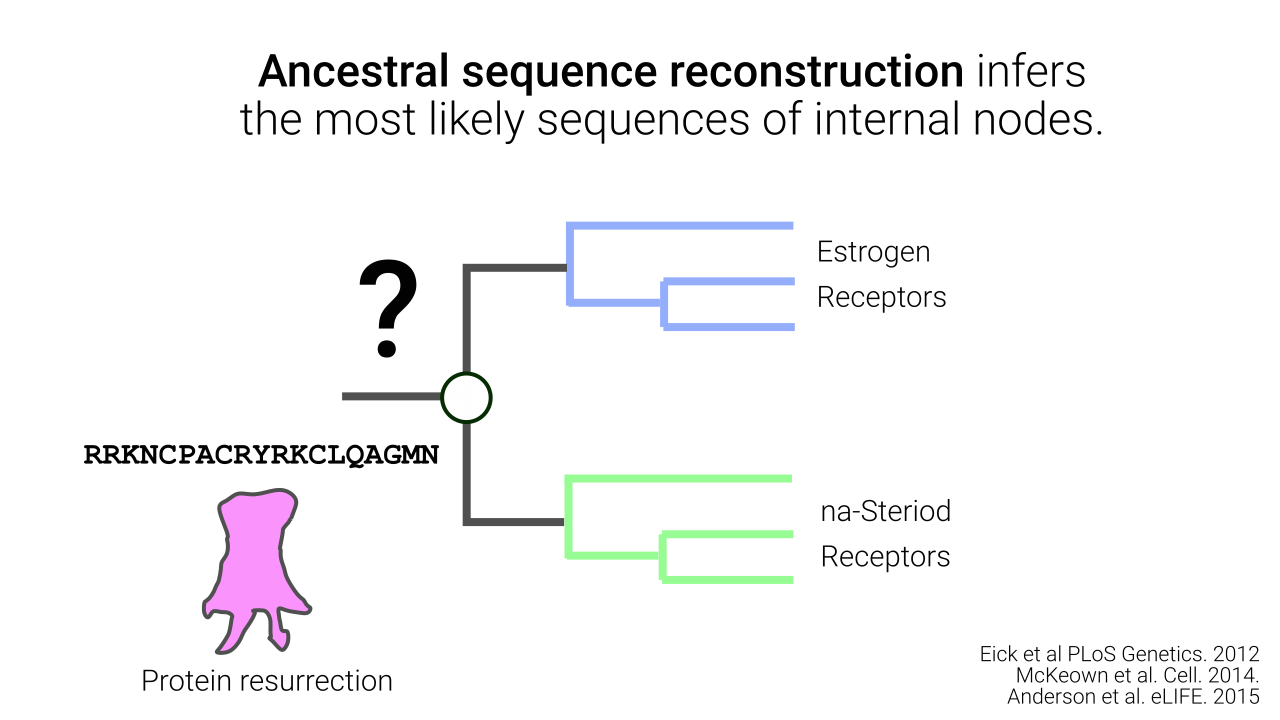 Ancestral sequence reconstruction infers
the most likely sequences of internal nodes.
?
Estrogen
Receptors
RRKNCPACRYRKCLQAGMN
na-Steriod
Receptors
Protein resurrection
Eick et al PLoS Genetics. 2012
McKeown et al. Cell. 2014.
Anderson et al. eLIFE. 2015